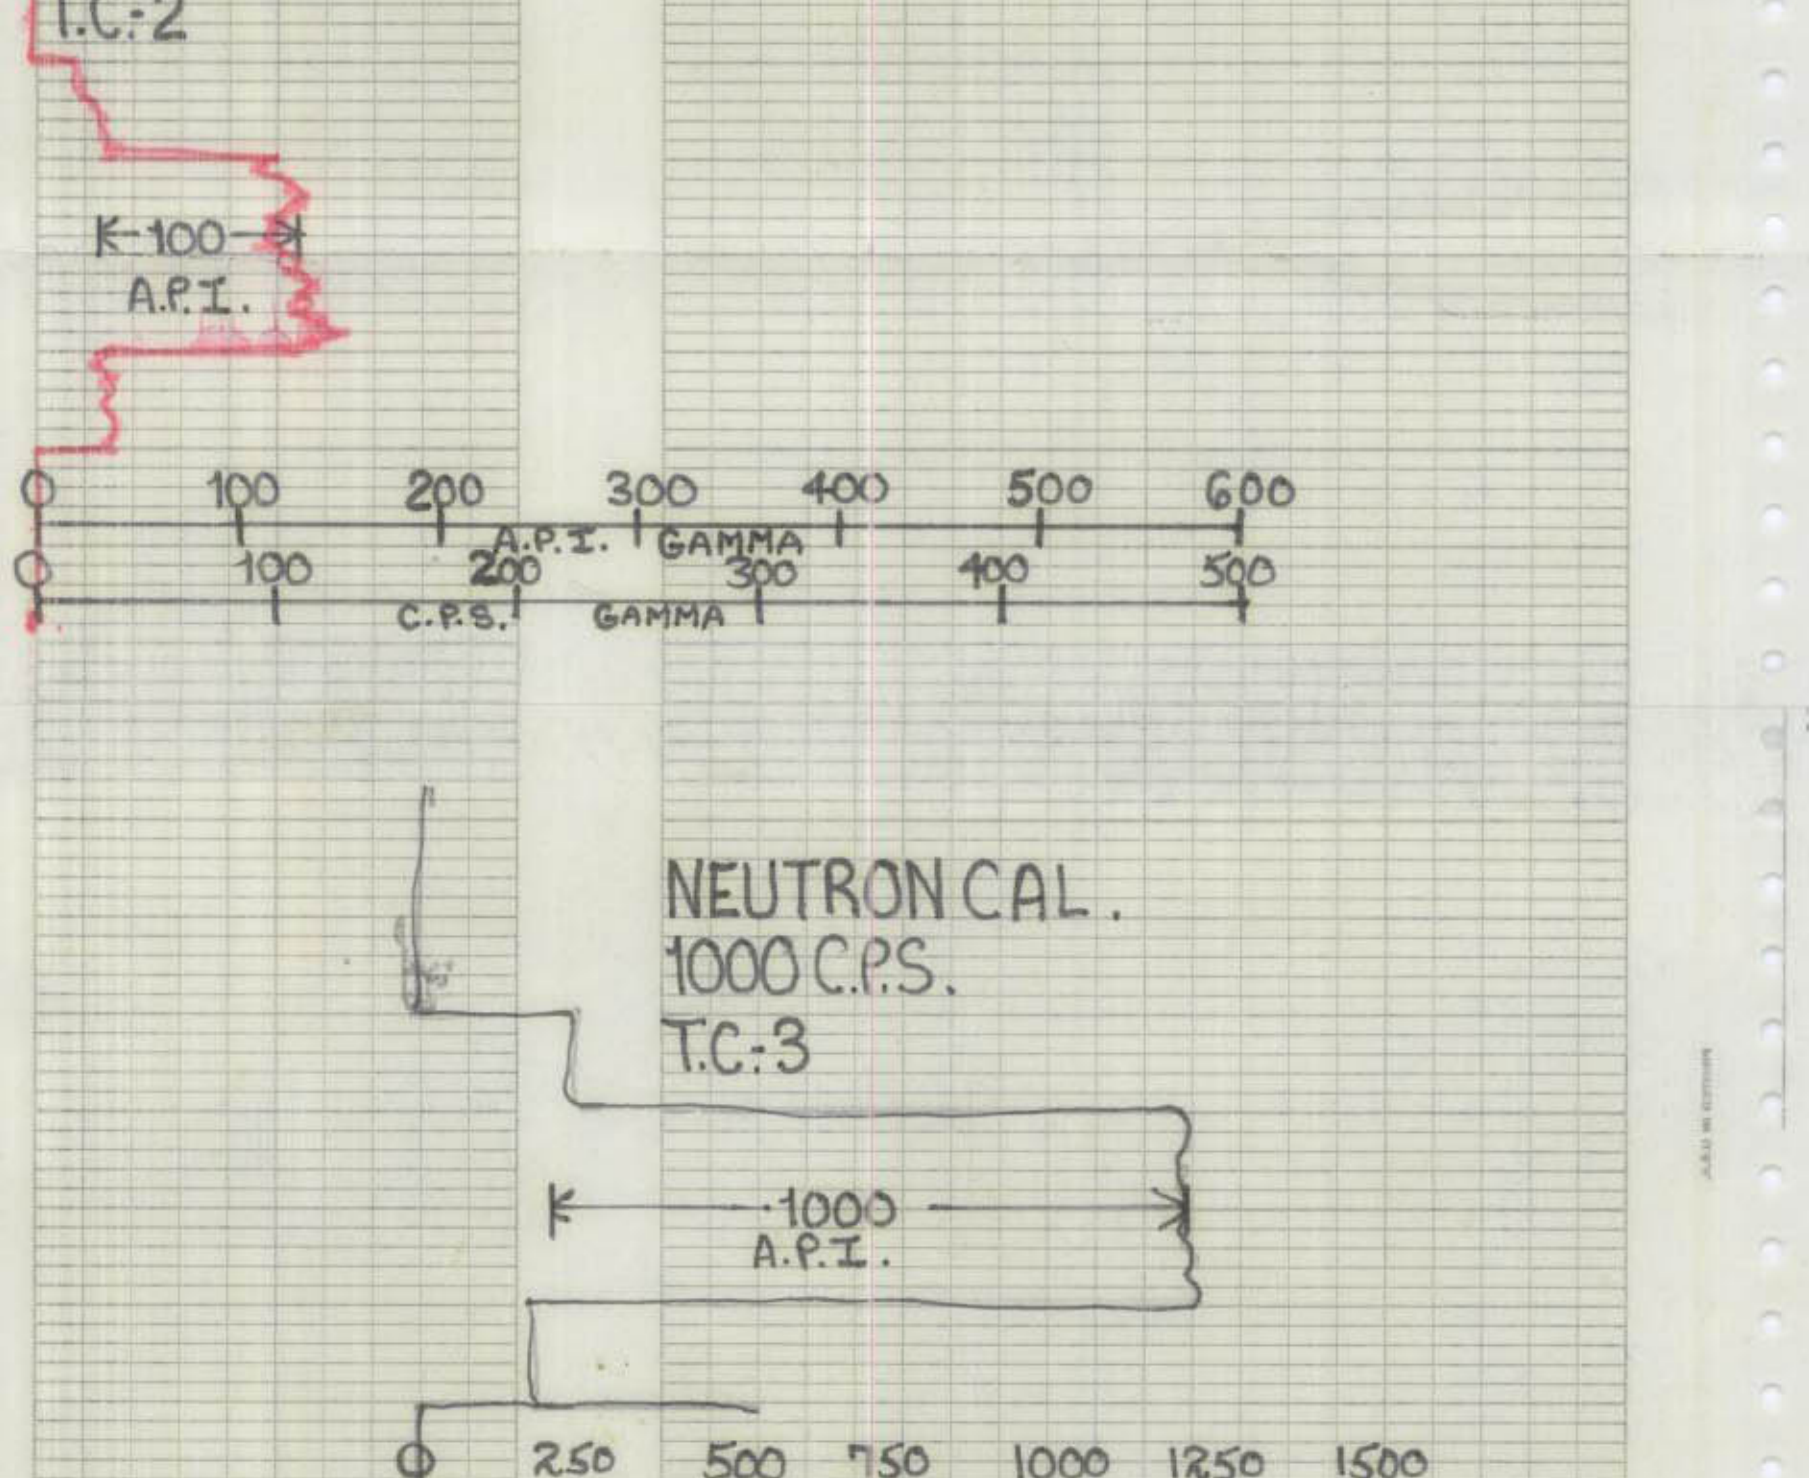 T.C.-2
100
A.P.I.
0 100 200 300 400 500 600
A.P.I. GAMMA
0 100 200 300 400 500
C.P.S. GAMMA
NEUTRON CAL.
1000 C.P.S.
T.C.-3
1000
A.P.I.
0 250 500 750 1000 1250 1500